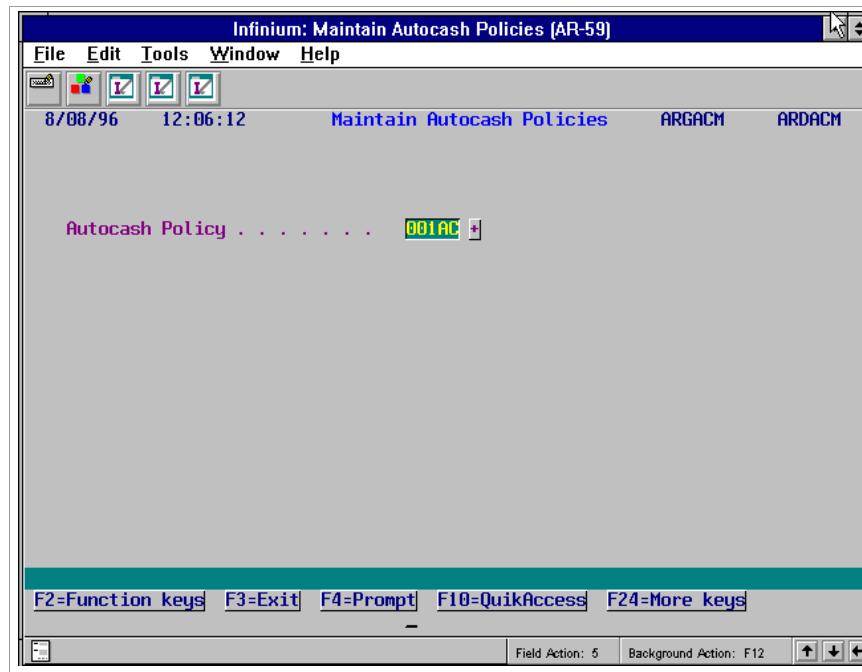 Infinium: Maintain Autocash Policies (AR-59)
File Edit Tools Window Help
8/08/96 12:06:12 Maintain Autocash Policies ARGACM ARDACM
Autocash Policy . . . . . . . 001AC +
F2=Function keys F3=Exit F4=Prompt F10=QuikAccess F24=More keys
Field Action: 5 Background Action: F12